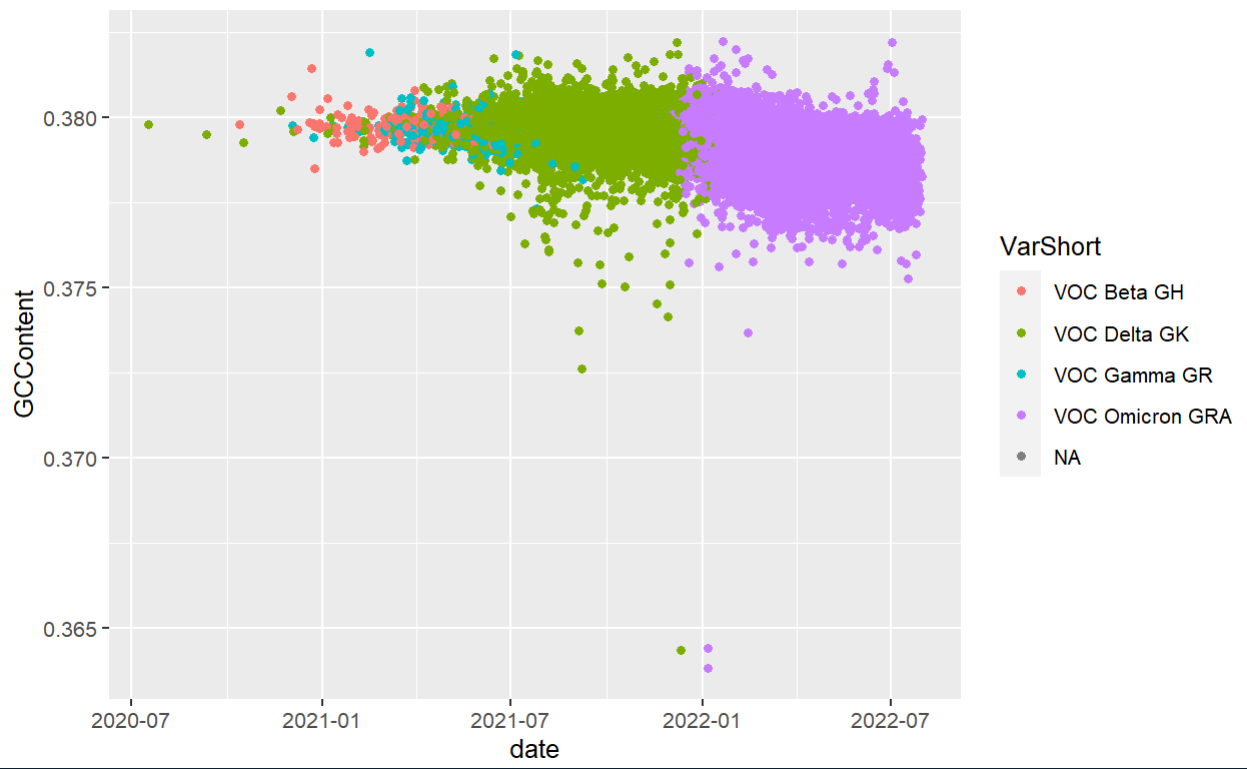 GCContent
0.380
0.375
0.370
0.365
2020-07
2021-01
2021-07
2022-01
2022-07
date
VarShort
VOC Beta GH
VOC Delta GK
VOC Gamma GR
VOC Omicron GRA
NA